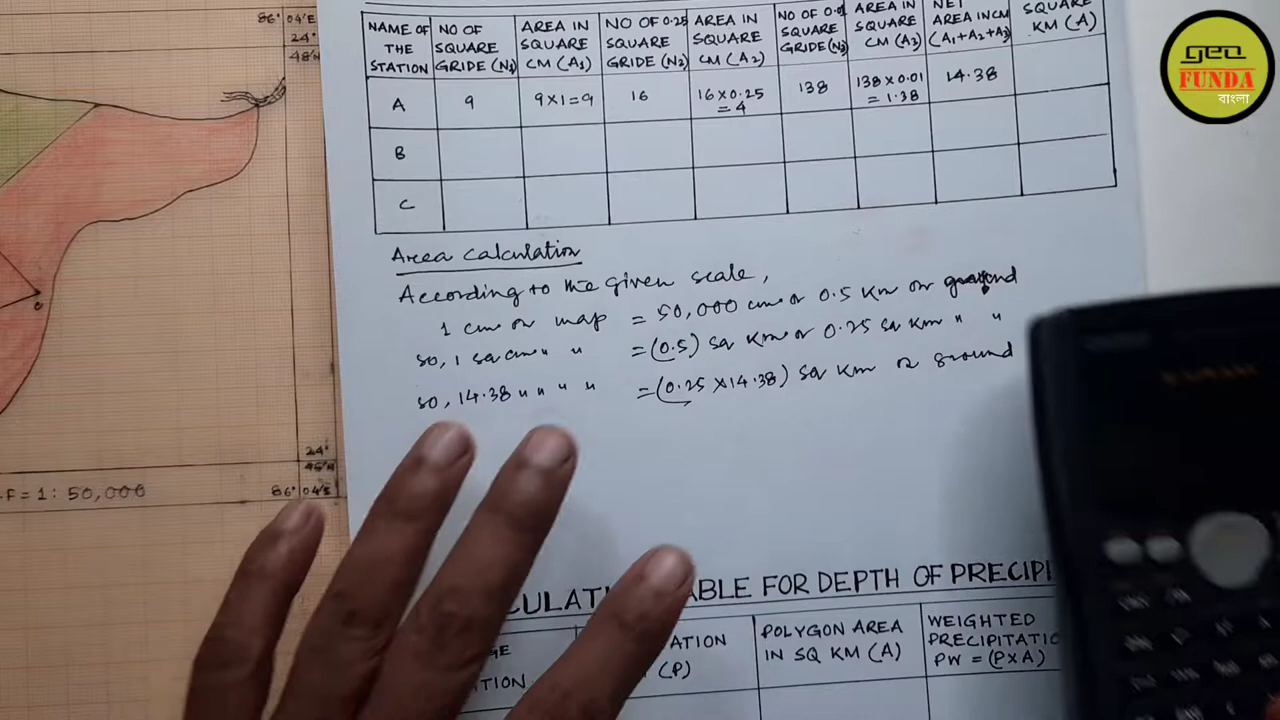 86° 04'E
24°
48'N
NAME OF THE STATION
NO OF SQUARE GRIDE (N1)
AREA IN SQUARE CM (A1)
NO OF 0.25 SQUARE GRIDE (N2)
AREA IN SQUARE CM (A2)
NO OF 0.01 SQUARE GRIDE (N3)
AREA IN SQUARE CM (A3)
NET AREA IN CM (A1+A2+A3)
SQUARE KM (A)
A 9 9×1=9 16 16×0.25 =4 138 138×0.01 =1.38 14.38
B
C
Area calculation
According to the given scale,
1 cm on map = 50,000 cm or 0.5 Km on ground
so, 1 sq cm " " = (0.5) sq km or 0.25 sq km " "
so, 14.38 " " " " = (0.25 ×14.38) sq km on ground
C
24°
45'N
F = 1: 50,000
86° 04'E
ABLE FOR DEPTH OF PRECIPI
POLYGON AREA IN SQ KM (A)
WEIGHTED
PW = (P×A)
(P)
geo
FUNDA
বাংলা